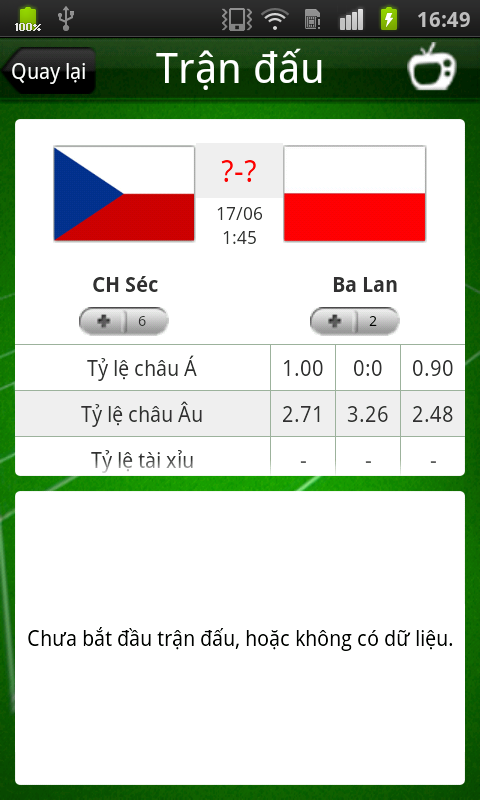 100%
16:49
Quay lại
Trận đấu
?-?
17/06
1:45
CH Séc
Ba Lan
6
2
Tỷ lệ châu Á 1.00 0:0 0.90
Tỷ lệ châu Âu 2.71 3.26 2.48
Tỷ lệ tài xỉu - - -
Chưa bắt đầu trận đấu, hoặc không có dữ liệu.